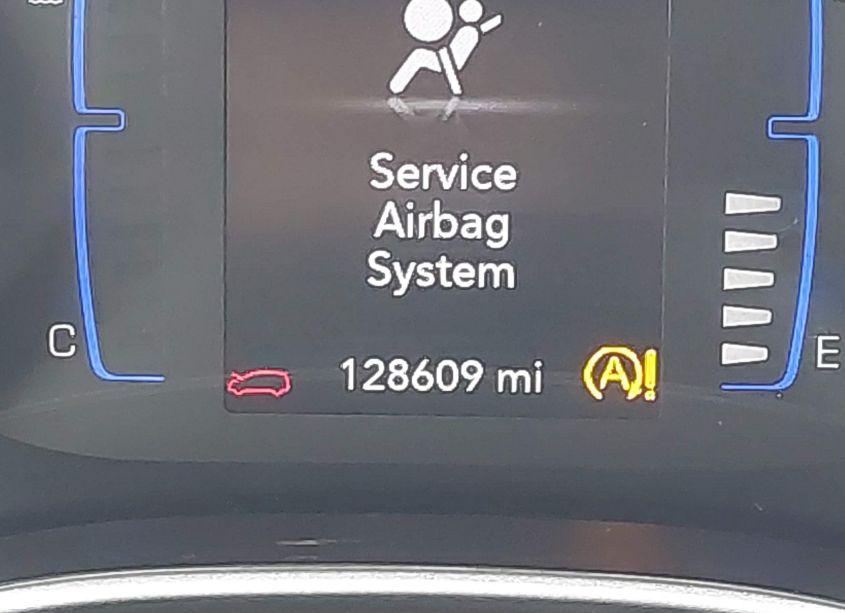 Service
Airbag
System
C
128609 mi
A!
E